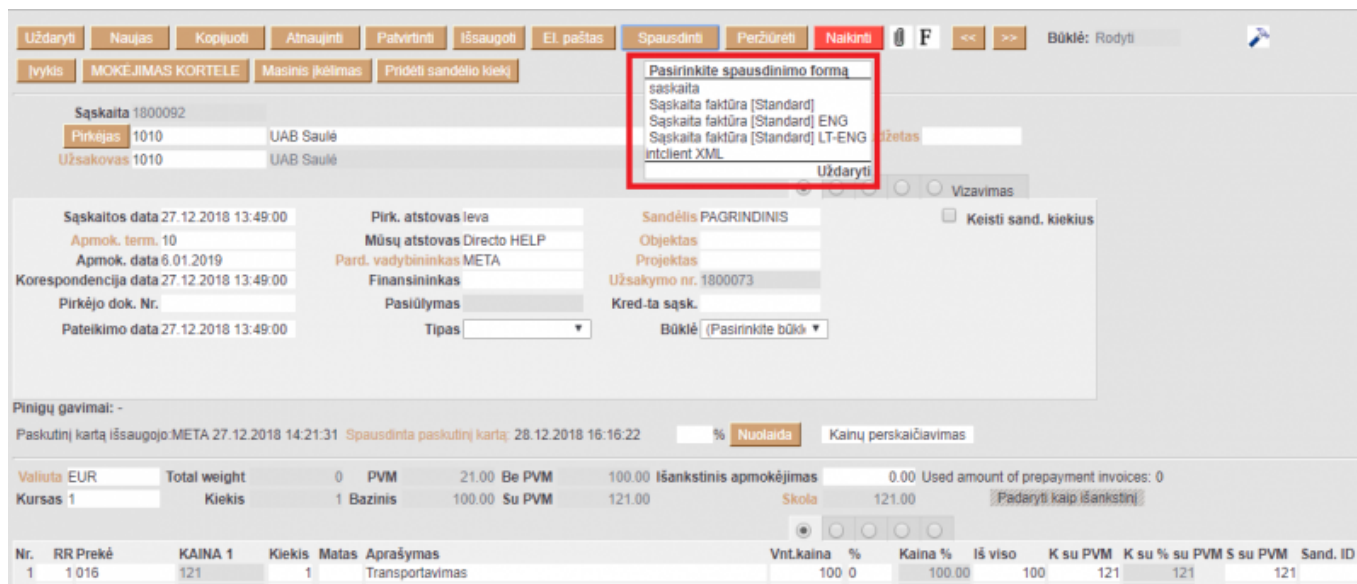 Uždaryti Naujas Kopijuoti Atnaujinti Patvirtinti Išsaugoti El. paštas Spausdinti Peržiūrėti Naikinti F << >> Būklė: Rodyti
Įvykis MOKĖJIMAS KORTELE Masinis įkėlimas Pridėti sandėlio kiekį
Pasirinkite spausdinimo formą
saskaita
Sąskaita faktūra [Standard]
Sąskaita faktūra [Standard] ENG
Sąskaita faktūra [Standard] LT-ENG
intclient XML
Uždaryti
Sąskaita 1800092
Pirkėjas 1010 UAB Saulė džetas
Užsakovas 1010 UAB Saulė
Vizavimas
Sąskaitos data 27.12.2018 13:49:00 Pirk. atstovas Ieva Sandėlis PAGRINDINIS Keisti sand. kiekius
Apmok. term. 10 Mūsų atstovas Directo HELP Objektas
Apmok. data 6.01.2019 Pard. vadybininkas META Projektas
Korespondencija data 27.12.2018 13:49:00 Finansininkas Užsakymo nr. 1800073
Pirkėjo dok. Nr. Pasiūlymas Kred-ta sąsk.
Pateikimo data 27.12.2018 13:49:00 Tipas Būklė (Pasirinkite būkl
Pinigų gavimai: -
Paskutinį kartą išsaugojo:META 27.12.2018 14:21:31 Spausdinta paskutinį kartą: 28.12.2018 16:16:22 % Nuolaida Kainų perskaičiavimas
Valiuta EUR Total weight 0 PVM 21.00 Be PVM 100.00 Išankstinis apmokėjimas 0.00 Used amount of prepayment invoices: 0
Kursas 1 Kiekis 1 Bazinis 100.00 Su PVM 121.00 Skola 121.00 Padaryti kaip išankstinį
Nr. RR Prekė KAINA 1 Kiekis Matas Aprašymas Vnt.kaina % Kaina % Iš viso K su PVM K su % su PVM S su PVM Sand. ID
1 1 016 121 1 Transportavimas 100 0 100.00 100 121 121 121